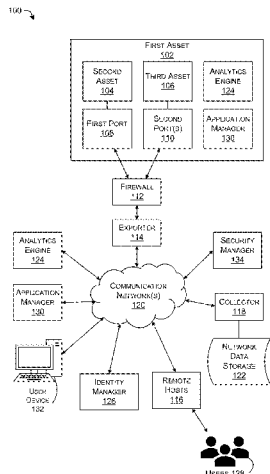 100
FIRST ASSET
102
SECOND
ASSET
104
THIRD ASSET
106
ANALYTICS
ENGINE
124
FIRST PORT
108
SECOND
PORT(S)
110
APPLICATION
MANAGER
130
FIREWALL
112
EXPORTER
114
ANALYTICS
ENGINE
124
SECURITY
MANAGER
134
COMMUNICATION
NETWORK(S)
120
APPLICATION
MANAGER
130
COLLECTOR
118
NETWORK
DATA
STORAGE
122
USER
DEVICE
132
IDENTITY
MANAGER
126
REMOTE
HOSTS
116
USERS 128